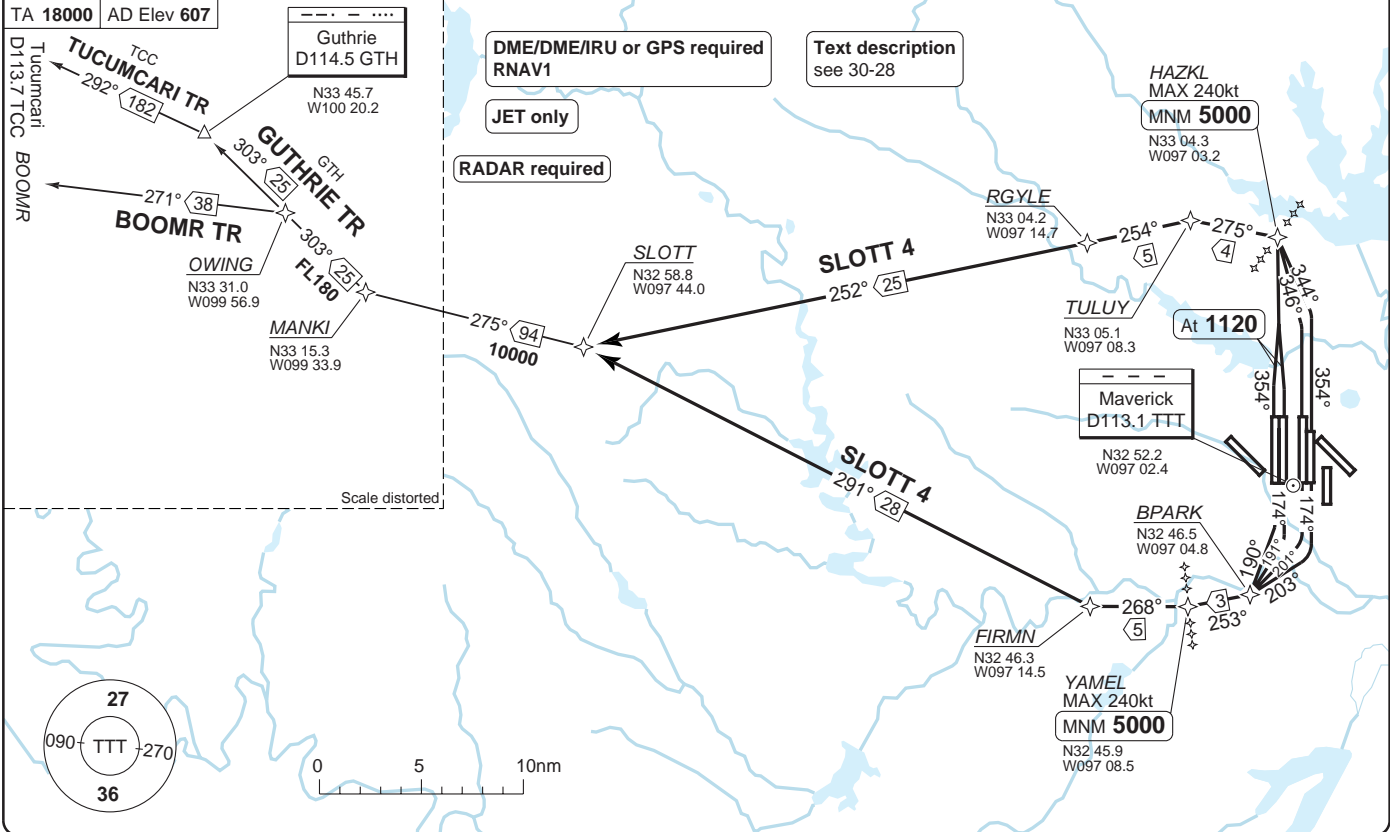 TA 18000 AD Elev 607
Guthrie
D114.5 GTH
N33 45.7
W100 20.2
Tucumcari
D113.7 TCC
BOOMR
TCC
TUCUMCARI TR
292° 182
GTH
GUTHRIE TR
303° 25
271° 38
BOOMR TR
OWING
N33 31.0
W099 56.9
303° 25
FL180
MANKI
N33 15.3
W099 33.9
Scale distorted
DME/DME/IRU or GPS required
RNAV1
JET only
RADAR required
Text description
see 30-28
275° 94
10000
SLOTT
N32 58.8
W097 44.0
SLOTT 4
252° 25
RGYLE
N33 04.2
W097 14.7
254°
5
TULUY
N33 05.1
W097 08.3
275°
4
HAZKL
MAX 240kt
MNM 5000
N33 04.3
W097 03.2
344°
346°
At 1120
354°
354°
Maverick
D113.1 TTT
N32 52.2
W097 02.4
174°
174°
BPARK
N32 46.5
W097 04.8
190°
191°
201°
203°
3
253°
SLOTT 4
291° 28
268°
5
FIRMN
N32 46.3
W097 14.5
YAMEL
MAX 240kt
MNM 5000
N32 45.9
W097 08.5
27
090 TTT 270
36
0 5 10nm